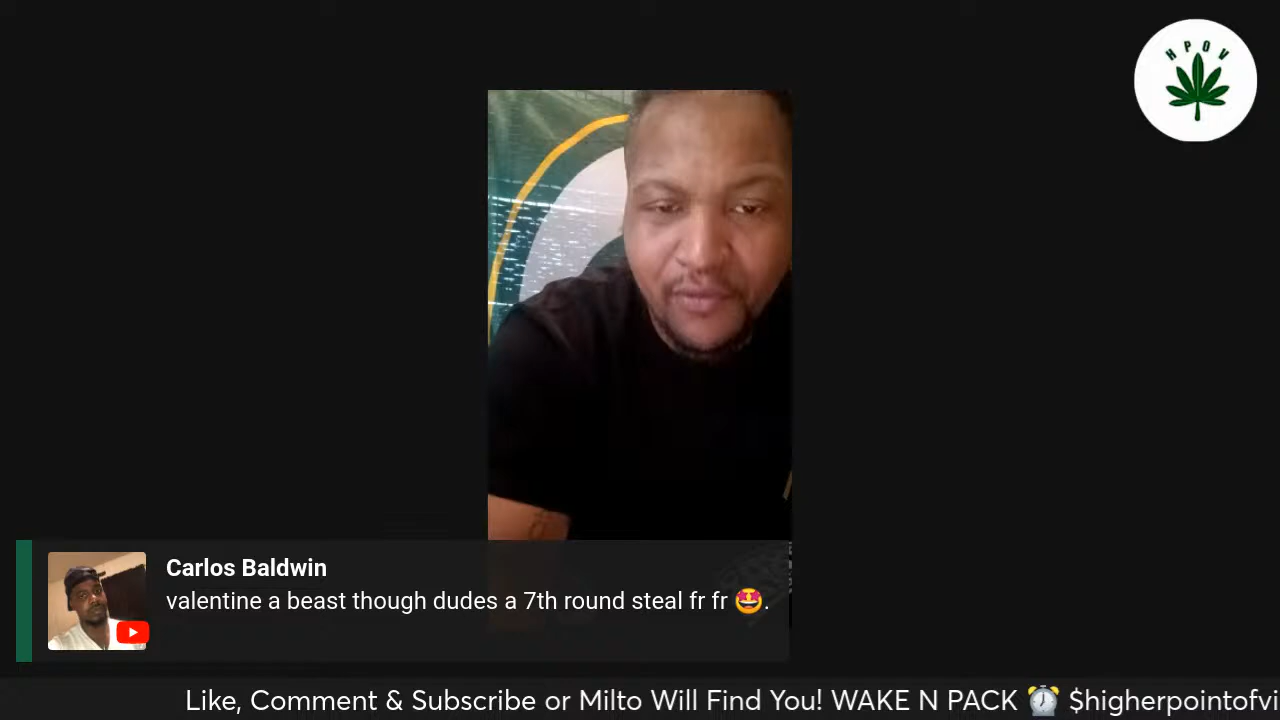 HPOV
Carlos Baldwin
valentine a beast though dudes a 7th round steal fr fr 🤩.
Like, Comment & Subscribe or Milto Will Find You! WAKE N PACK ⏰ $higherpointofvi